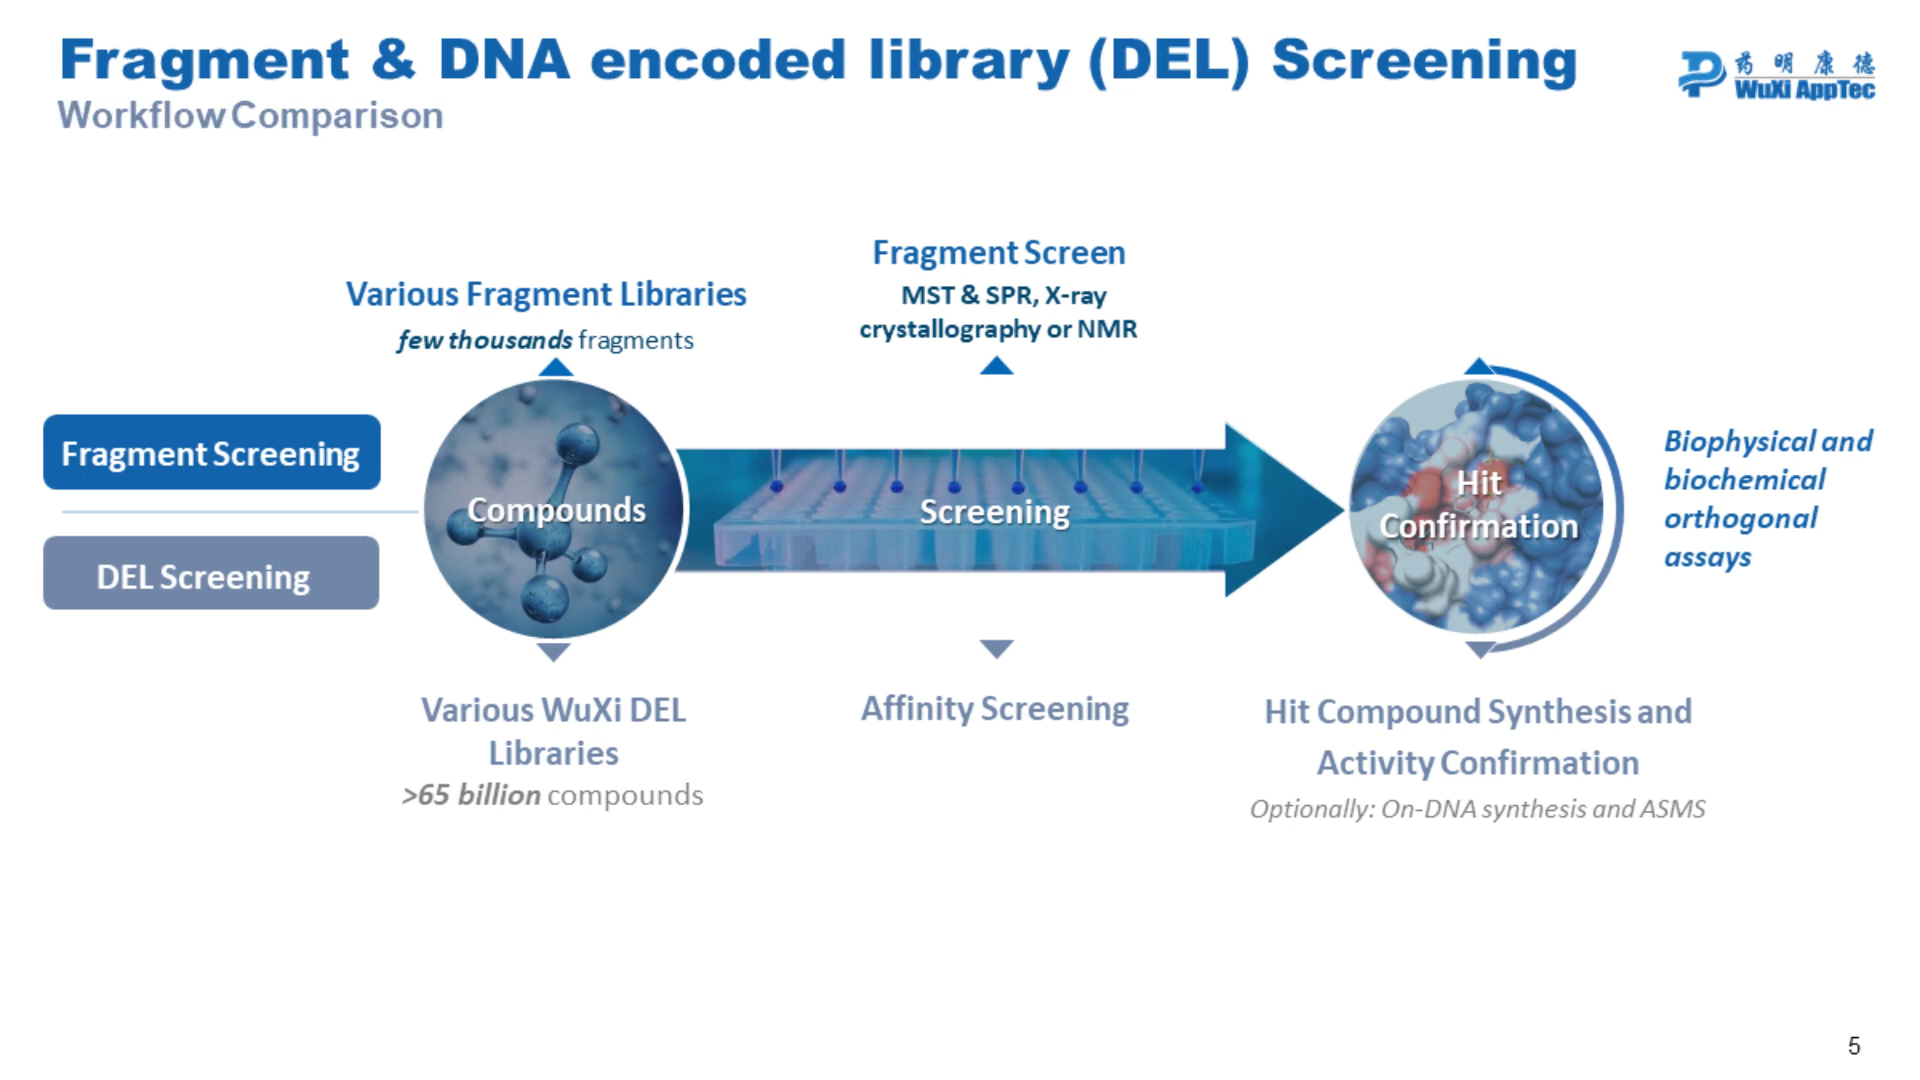 Fragment & DNA encoded library (DEL) Screening
Workflow Comparison
药明康德
WuXi AppTec
Fragment Screen
MST & SPR, X-ray
crystallography or NMR
Various Fragment Libraries
few thousands fragments
Fragment Screening
DEL Screening
Compounds
Screening
Hit
Confirmation
Biophysical and
biochemical
orthogonal
assays
Various WuXi DEL
Libraries
>65 billion compounds
Affinity Screening
Hit Compound Synthesis and
Activity Confirmation
Optionally: On-DNA synthesis and ASMS
5